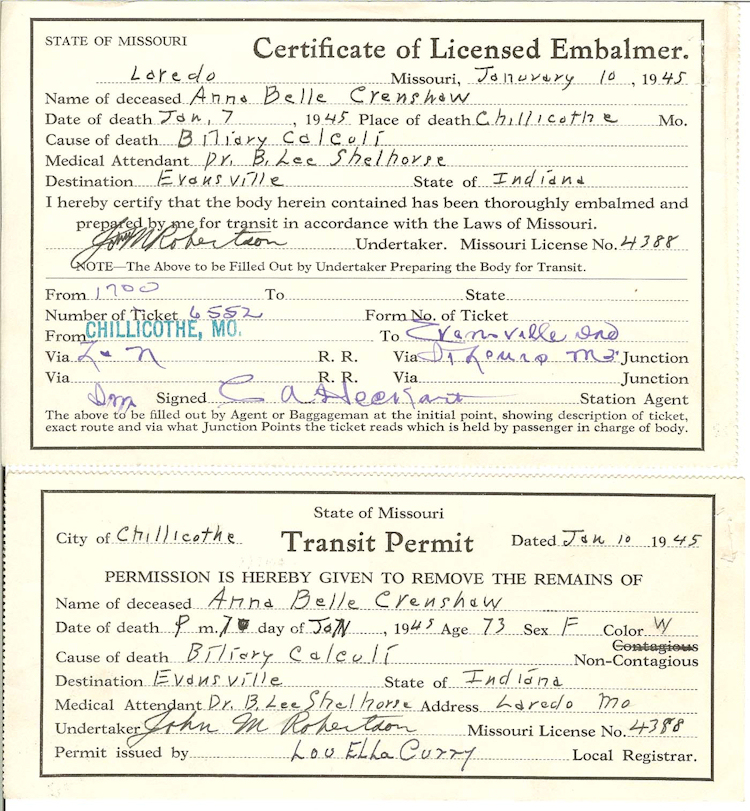 STATE OF MISSOURI
Certificate of Licensed Embalmer.
Loredo Missouri, Janurary 10, 1945
Name of deceased Anna Belle Crenshaw
Date of death Jan, 7, 1945 Place of death Chillicothe Mo.
Cause of death Biliary Calculi
Medical Attendant Dr. B. Lee Shelhorse
Destination Evansville State of Indiana
I hereby certify that the body herein contained has been thoroughly embalmed and
prepared by me for transit in accordance with the Laws of Missouri.
John M Robertson Undertaker. Missouri License No. 4388
NOTE—The Above to be Filled Out by Undertaker Preparing the Body for Transit.
From 1700 To State
Number of Ticket 6552 Form No. of Ticket
From CHILLICOTHE, MO. To Evansville Ind
Via L & N R. R. Via St Louis Mo Junction
Via R. R. Via Junction
Signed C A Station Agent
The above to be filled out by Agent or Baggageman at the initial point, showing description of ticket,
exact route and via what Junction Points the ticket reads which is held by passenger in charge of body.
State of Missouri
City of Chillicothe Transit Permit Dated Jan 10 1945
PERMISSION IS HEREBY GIVEN TO REMOVE THE REMAINS OF
Name of deceased Anna Belle Crenshaw
Date of death P m. 7 day of JaN, 1945 Age 73 Sex F Color W
Contagious
Cause of death Biliary Calculi Non-Contagious
Destination Evansville State of Indiana
Medical Attendant Dr. B. Lee Shelhorse Address Laredo Mo
Undertaker John M Robertson Missouri License No. 4388
Permit issued by Lou Ella Curry Local Registrar.